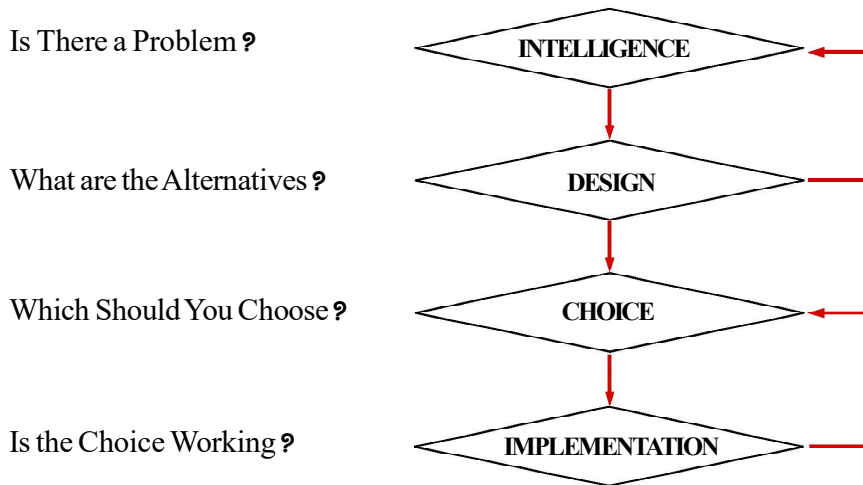 Is There a Problem ?
INTELLIGENCE
What are the Alternatives ?
DESIGN
Which Should You Choose ?
CHOICE
Is the Choice Working ?
IMPLEMENTATION